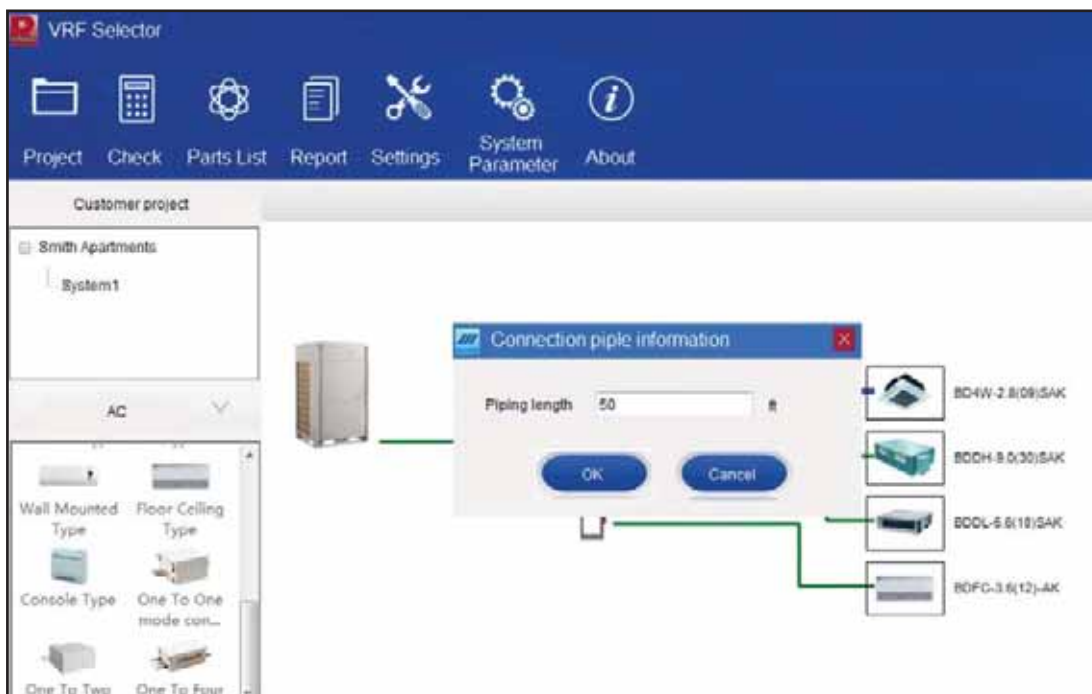 VRF Selector
Project
Check
Parts List
Report
Settings
System
Parameter
About
Customer project
Smith Apartments
System1
AC
Wall Mounted
Type
Floor Ceiling
Type
Console Type
One To One
mode con...
One To Two
One To Four
Connection piple information
Piping length
50
ft
OK
Cancel
BD4W-2.8(09)SAK
BDDH-9.0(30)SAK
BDDL-5.6(18)SAK
BDFC-3.6(12)-AK